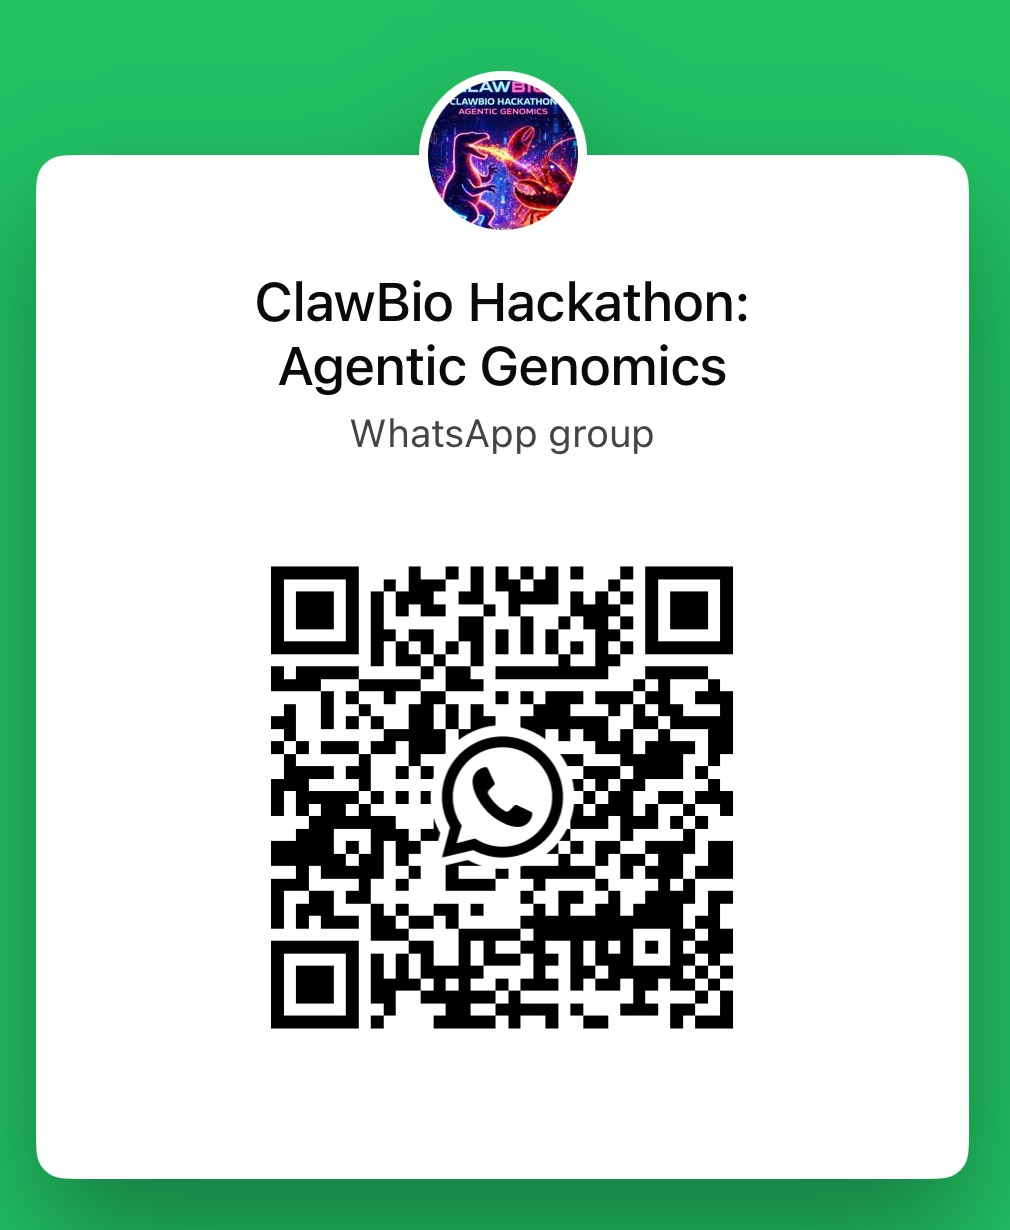 CLAWBIO HACKATHON
AGENTIC GENOMICS
ClawBio Hackathon:
Agentic Genomics
WhatsApp group